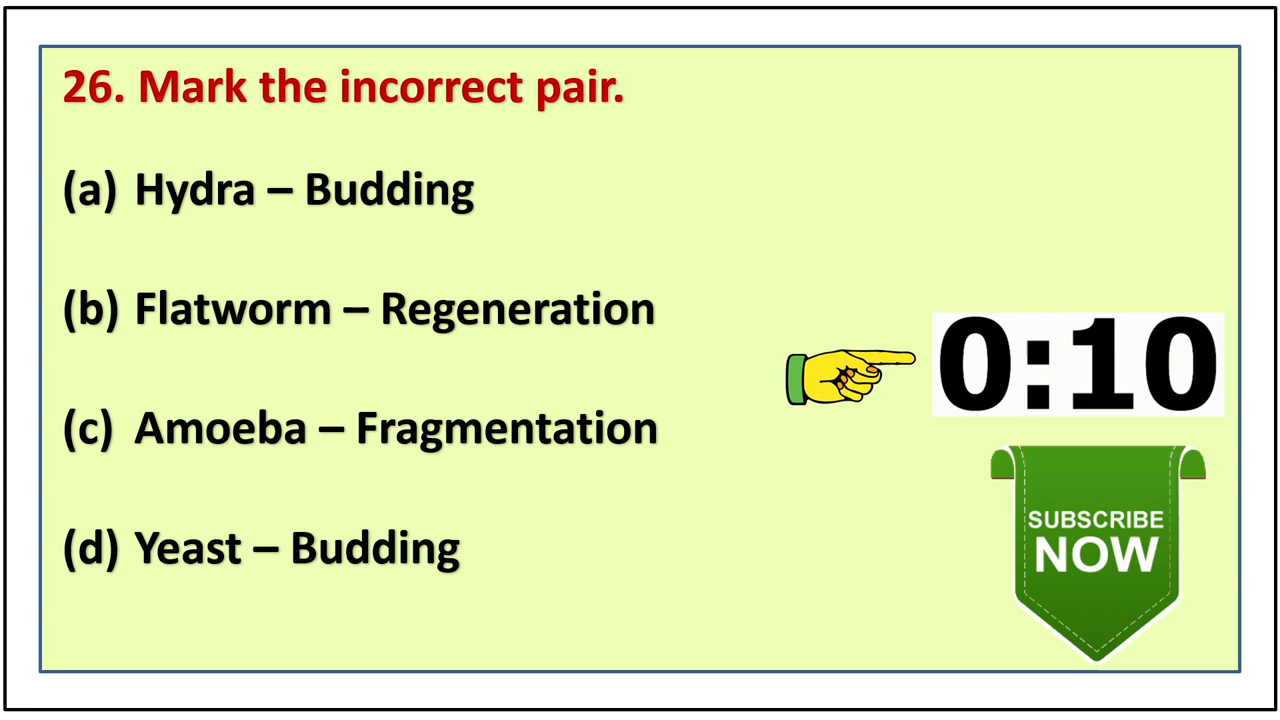 26. Mark the incorrect pair.
(a) Hydra – Budding
(b) Flatworm – Regeneration
(c) Amoeba – Fragmentation
(d) Yeast – Budding
0:10
SUBSCRIBE
NOW